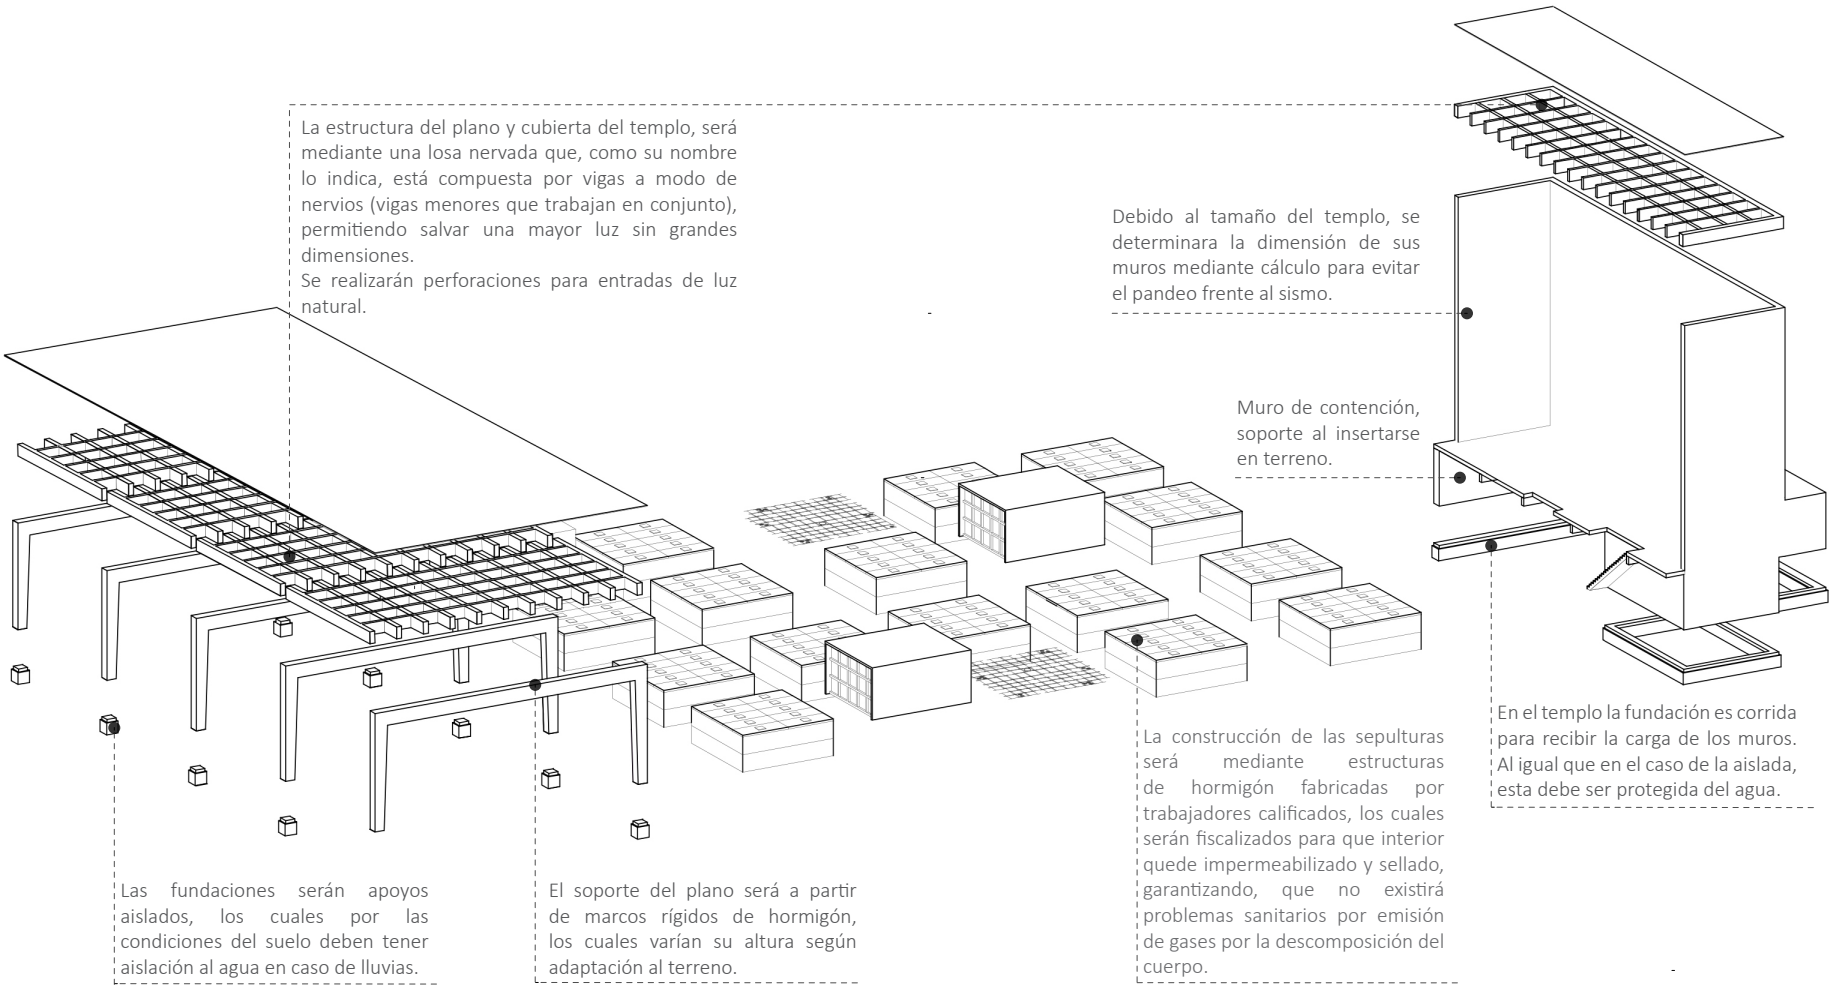 La estructura del plano y cubierta del templo, será
mediante una losa nervada que, como su nombre
lo indica, está compuesta por vigas a modo de
nervios (vigas menores que trabajan en conjunto),
permitiendo salvar una mayor luz sin grandes
dimensiones.
Se realizarán perforaciones para entradas de luz
natural.
Debido al tamaño del templo, se
determinara la dimensión de sus
muros mediante cálculo para evitar
el pandeo frente al sismo.
Muro de contención,
soporte al insertarse
en terreno.
En el templo la fundación es corrida
para recibir la carga de los muros.
Al igual que en el caso de la aislada,
esta debe ser protegida del agua.
La construcción de las sepulturas
será mediante estructuras
de hormigón fabricadas por
trabajadores calificados, los cuales
serán fiscalizados para que interior
quede impermeabilizado y sellado,
garantizando, que no existirá
problemas sanitarios por emisión
de gases por la descomposición del
cuerpo.
Las fundaciones serán apoyos
aislados, los cuales por las
condiciones del suelo deben tener
aislación al agua en caso de lluvias.
El soporte del plano será a partir
de marcos rígidos de hormigón,
los cuales varían su altura según
adaptación al terreno.